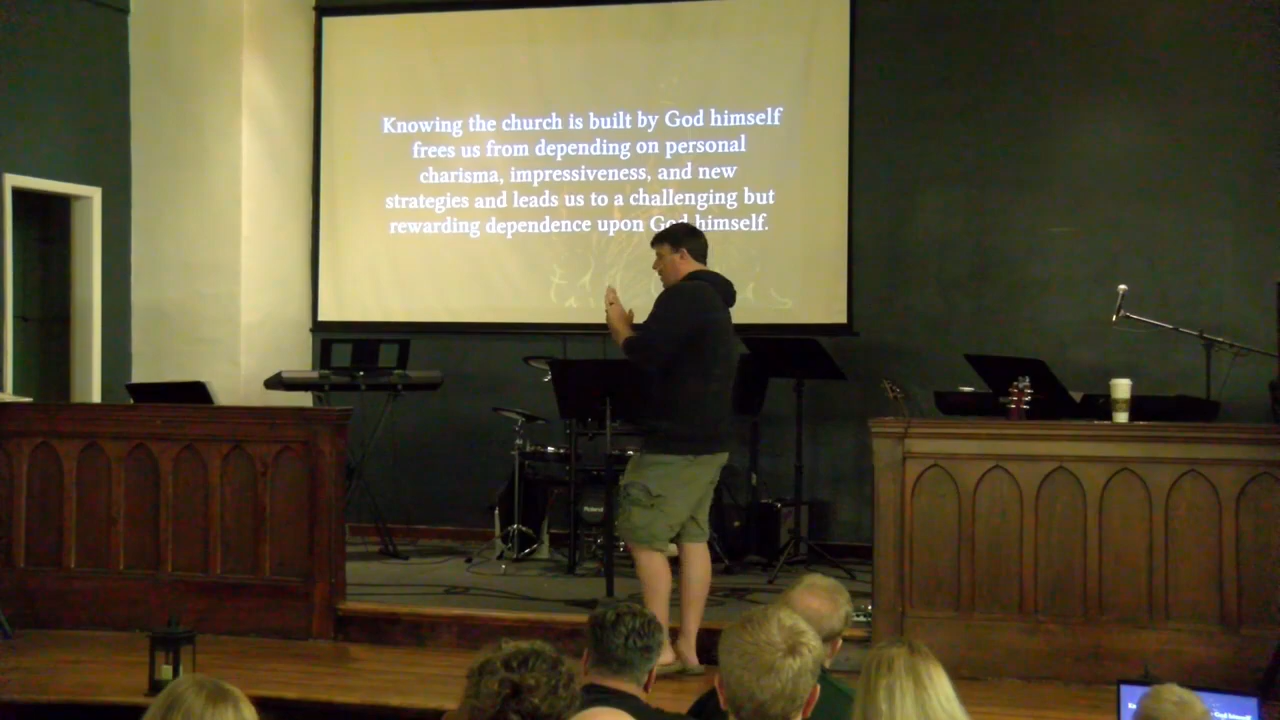 Knowing the church is built by God himself
frees us from depending on personal
charisma, impressiveness, and new
strategies and leads us to a challenging but
rewarding dependence upon God himself.
Roland